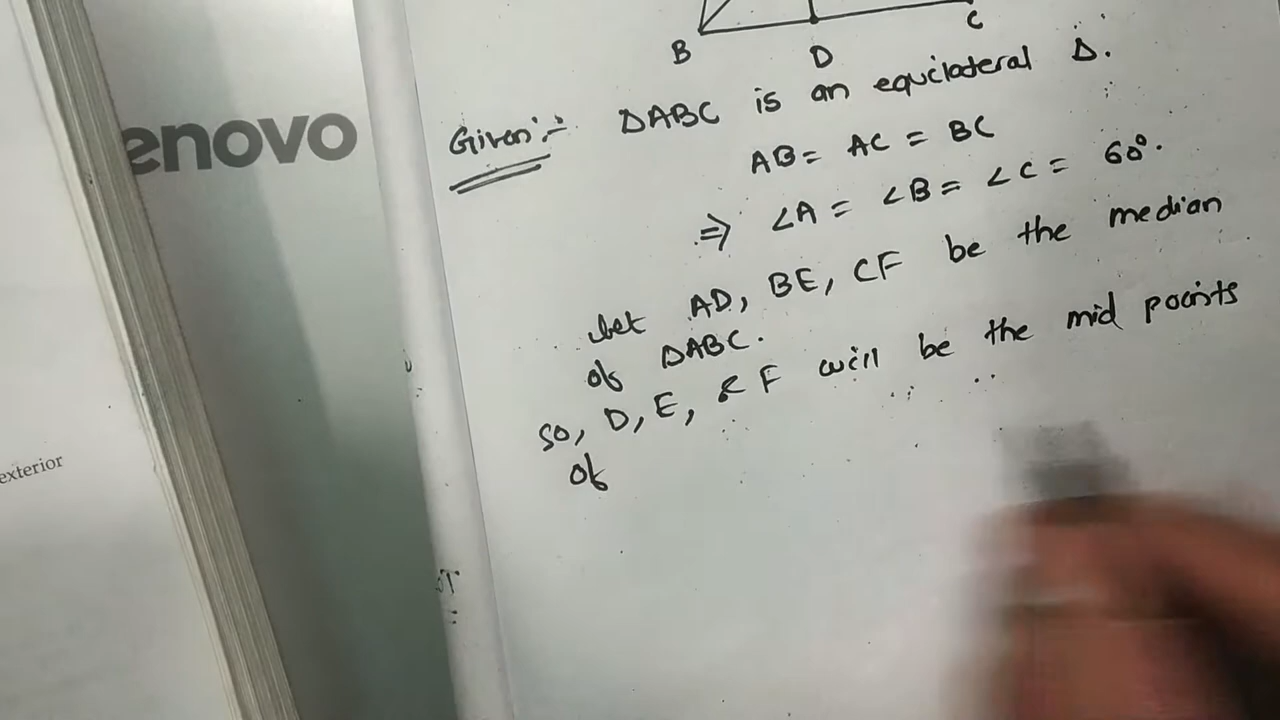 B D C
Given :- ΔABC is an equilateral Δ.
AB = AC = BC
⇒ ∠A = ∠B = ∠C = 60°.
let AD, BE, CF be the median
of ΔABC.
so, D, E, & F will be the mid points
of
enovo
exterior